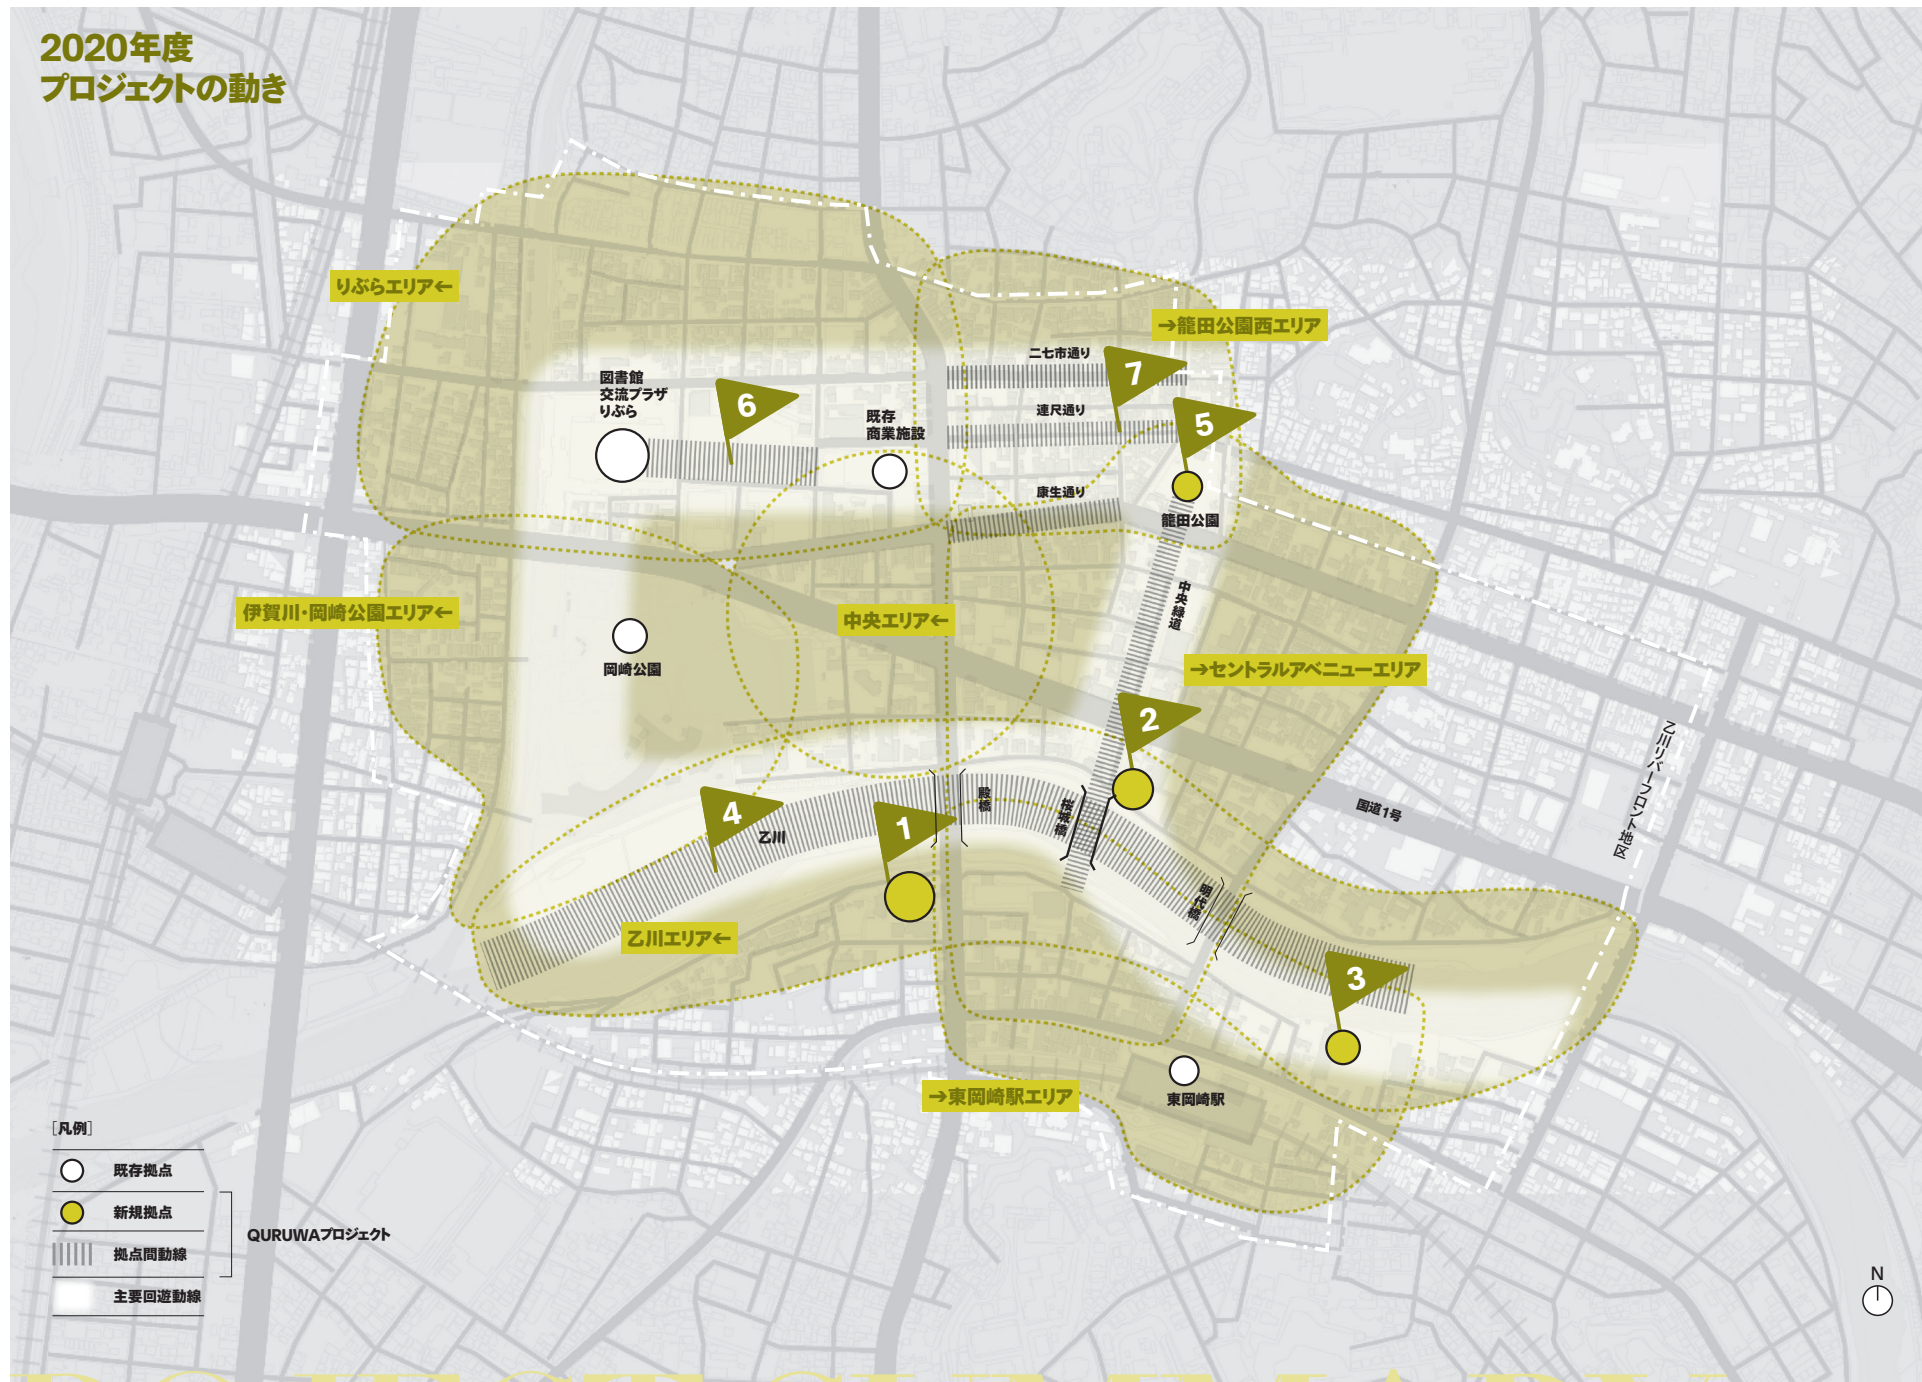 2020年度
プロジェクトの動き
りぶらエリア←
→籠田公園西エリア
二七市通り
7
図書館
交流プラザ
りぶら
6
既存
商業施設
連尺通り
5
康生通り
籠田公園
中央緑道
伊賀川・岡崎公園エリア←
中央エリア←
岡崎公園
→セントラルアベニューエリア
2
乙川リバーフロント地区
国道1号
殿橋
桜城橋
4
1
乙川
明代橋
乙川エリア←
3
東岡崎駅
→東岡崎駅エリア
［凡例］
既存拠点
新規拠点
拠点間動線
主要回遊動線
QURUWAプロジェクト
N